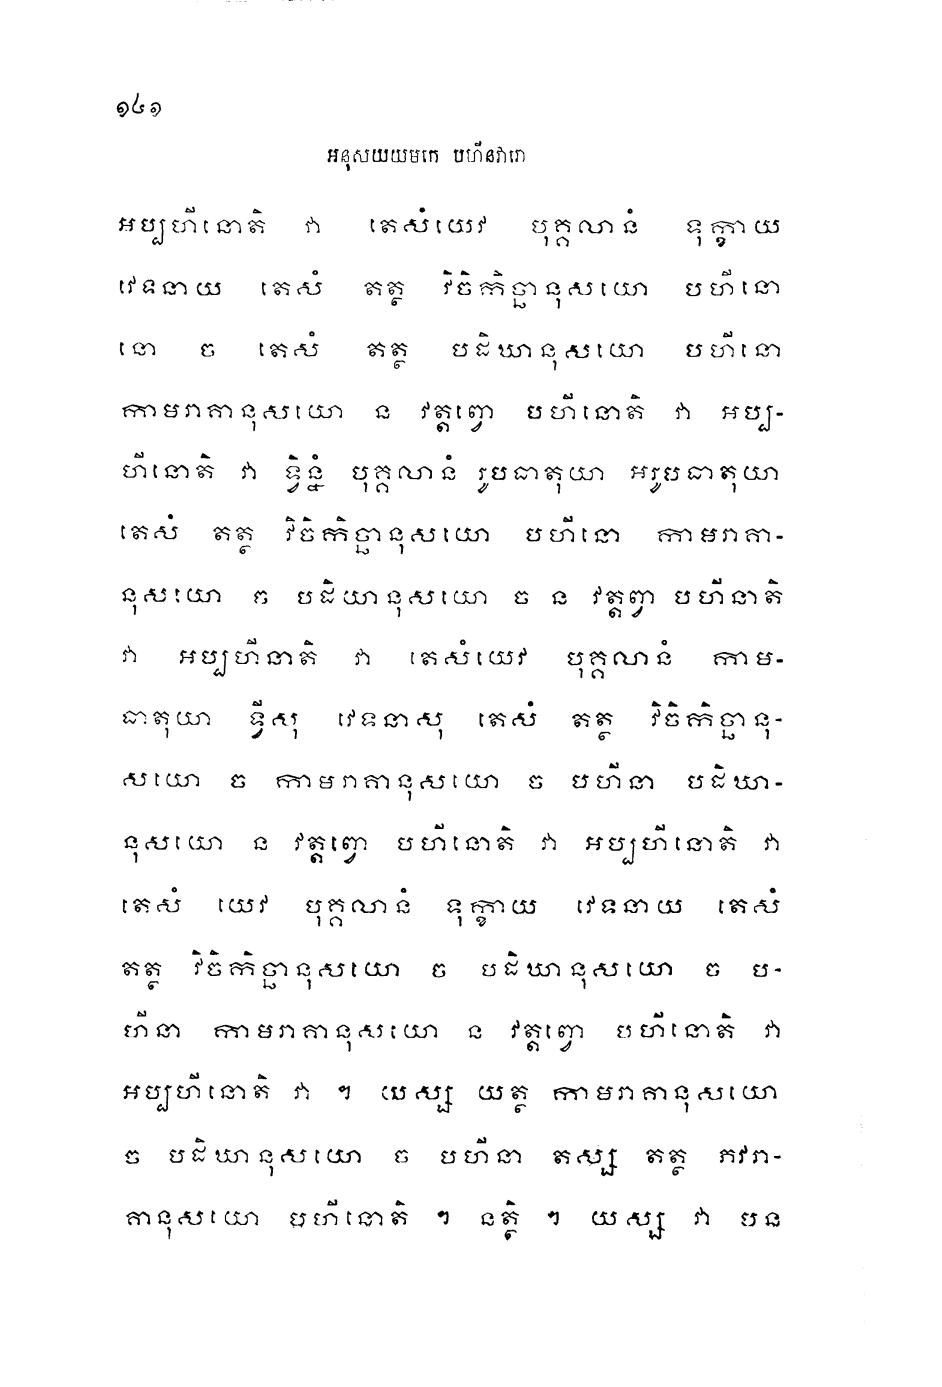 ១៤១
អនុសយយមកេ បហីនវារោ
អប្បហីនោតិ វា តេសំយេវ បុគ្គលានំ ទុក្ខាយ
វេទនាយ តេសំ តត្ថ វិចិកិច្ឆានុសយោ បហីនោ
នោ ច តេសំ តត្ថ បដិឃានុសយោ បហីនោ
កាមរាគានុសយោ ន វត្តព្វោ បហីនោតិ វា អប្ប-
ហីនោតិ វា ទ្វិន្នំ បុគ្គលានំ រូបធាតុយា អរូបធាតុយា
តេសំ តត្ថ វិចិកិច្ឆានុសយោ បហីនោ កាមរាគា-
នុសយោ ច បដិឃានុសយោ ច ន វត្តព្វា បហីនាតិ
វា អប្បហីនាតិ វា តេសំយេវ បុគ្គលានំ កាម-
ធាតុយា ទ្វីសុ វេទនាសុ តេសំ តត្ថ វិចិកិច្ឆានុ-
សយោ ច កាមរាគានុសយោ ច បហីនា បដិឃា-
នុសយោ ន វត្តព្វោ បហីនោតិ វា អប្បហីនោតិ វា
តេសំ យេវ បុគ្គលានំ ទុក្ខាយ វេទនាយ តេសំ
តត្ថ វិចិកិច្ឆានុសយោ ច បដិឃានុសយោ ច ប-
ហីនា កាមរាគានុសយោ ន វត្តព្វោ បហីនោតិ វា
អប្បហីនោតិ វា ។ យស្ស យត្ថ កាមរាគានុសយោ
ច បដិឃានុសយោ ច បហីនា តស្ស តត្ថ ភវរា-
គានុសយោ បហីនោតិ ។ នត្ថិ ។ យស្ស វា បន